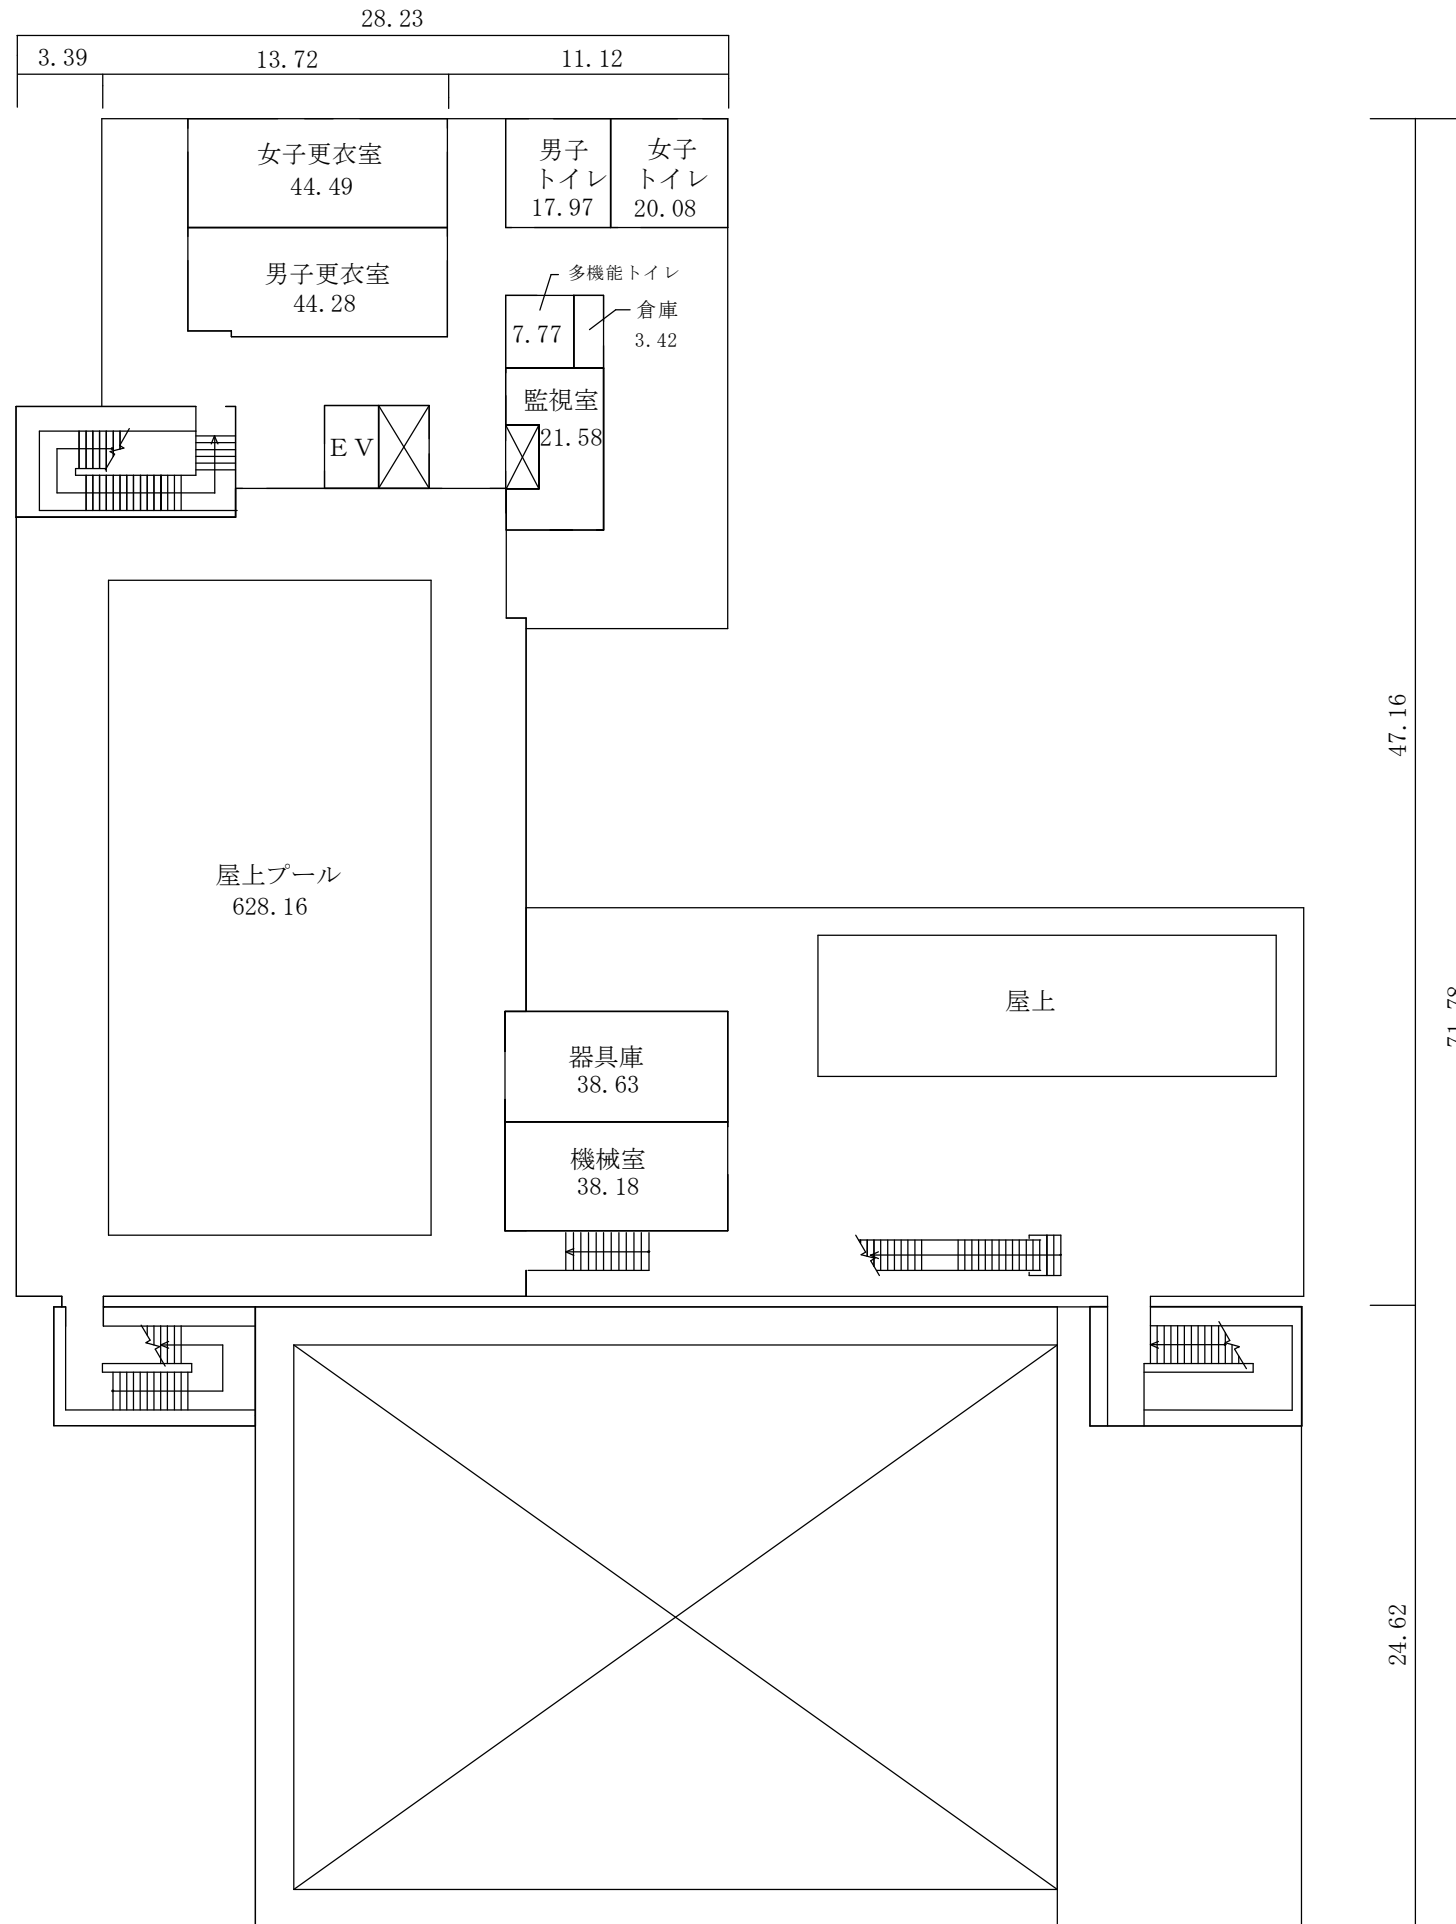 28.23
3.39
13.72
11.12
女子更衣室
44.49
男子
トイレ
17.97
女子
トイレ
20.08
男子更衣室
44.28
多機能トイレ
7.77
倉庫
3.42
監視室
21.58
ＥＶ
47.16
屋上プール
628.16
屋上
71.78
器具庫
38.63
機械室
38.18
24.62